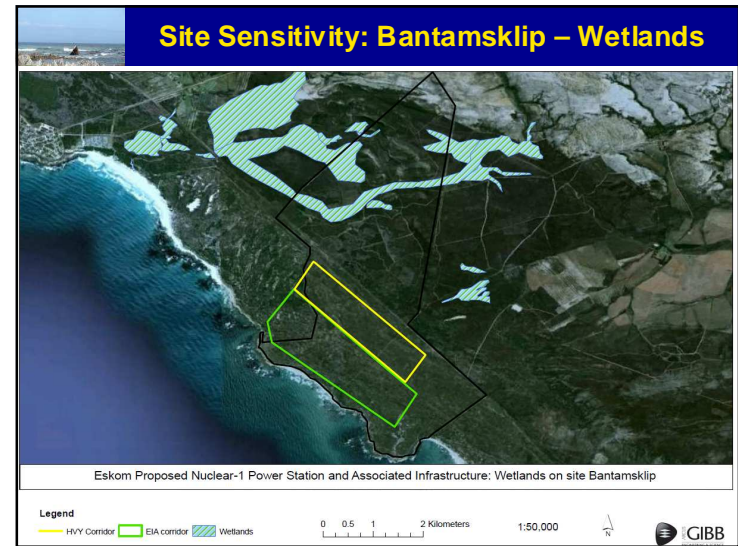 Site Sensitivity: Bantamsklip – Wetlands
Eskom Proposed Nuclear-1 Power Station and Associated Infrastructure: Wetlands on site Bantamsklip
Legend
HVY Corridor EIA corridor Wetlands
0 0.5 1 2 Kilometers
1:50,000
N
GIBB